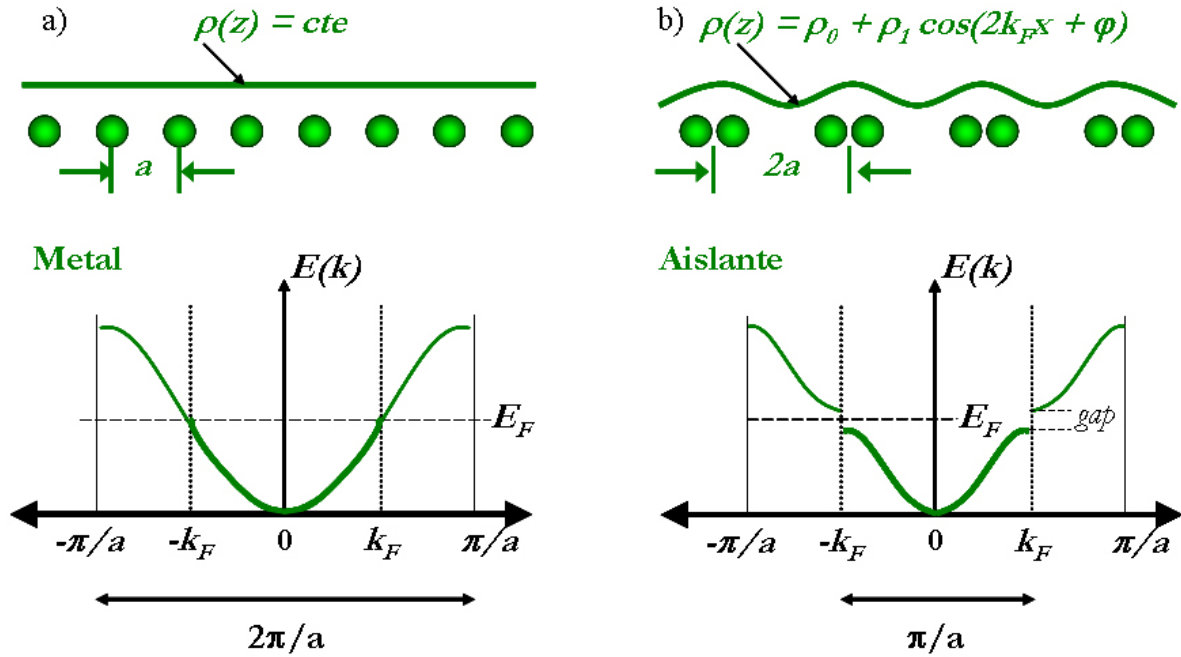 a)
ρ(z) = cte
a
Metal
E(k)
E_F
-π/a
-k_F
0
k_F
π/a
2π/a
b)
ρ(z) = ρ_0 + ρ_1 cos(2k_F x + φ)
2a
Aislante
E(k)
E_F
gap
-π/a
-k_F
0
k_F
π/a
π/a